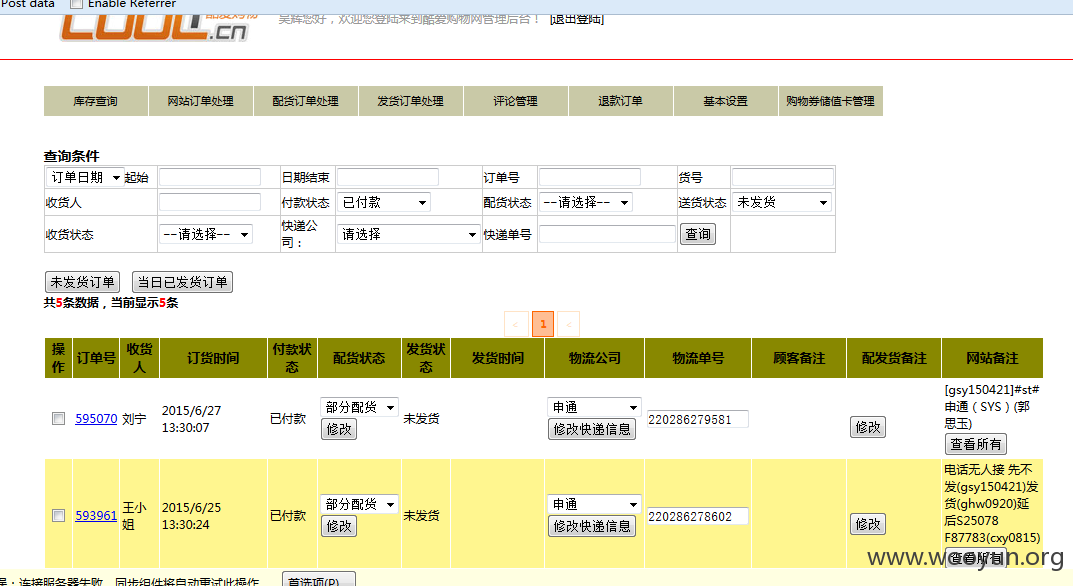 Post data Enable Referrer
COOL.cn 酷爱购物
吴辉您好，欢迎您登陆来到酷爱购物网管理后台！ [退出登陆]
库存查询 网站订单处理 配货订单处理 发货订单处理 评论管理 退款订单 基本设置 购物券储值卡管理
查询条件
订单日期 起始 日期结束 订单号 货号
收货人 付款状态 已付款 配货状态 --请选择-- 送货状态 未发货
收货状态 --请选择-- 快递公司： 请选择 快递单号 查询
未发货订单 当日已发货订单
共5条数据，当前显示5条
< 1 <
操作 订单号 收货人 订货时间 付款状态 配货状态 发货状态 发货时间 物流公司 物流单号 顾客备注 配发货备注 网站备注
595070 刘宁 2015/6/27 13:30:07 已付款 部分配货 修改 未发货 申通 修改快递信息 220286279581 修改
[gsy150421]#st#
申通（SYS）(郭
思玉)
查看所有
593961 王小姐 2015/6/25 13:30:24 已付款 部分配货 修改 未发货 申通 修改快递信息 220286278602 修改
电话无人接 先不
发(gsy150421)发
货(ghw0920)延
后S25078
F87783(cxy0815)
查看所有
www.wooyun.org
误：连接服务器失败，同步组件将自动重试此操作。 首选项(P)